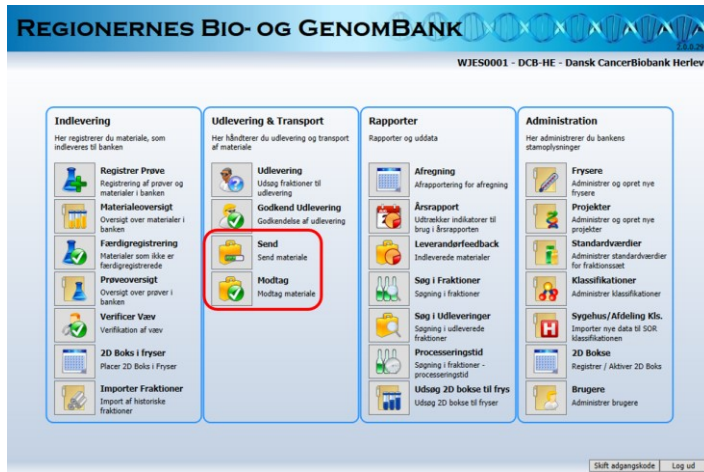 REGIONERNES BIO- OG GENOMBANK
2.0.0.29
WJES0001 - DCB-HE - Dansk CancerBiobank Herlev
Indlevering
Her registrerer du materiale, som
indleveres til banken
Registrer Prøve
Registrering af prøver og
materialer i banken
Materialeoversigt
Oversigt over materialer i
banken
Færdigregistrering
Materialer som ikke er
færdigregistrerede
Prøveoversigt
Oversigt over prøver i
banken
Verificer Væv
Verifikation af væv
2D Boks i fryser
Placer 2D Boks i Fryser
Importer Fraktioner
Import af historiske
fraktioner
Udlevering & Transport
Her håndterer du udlevering og transport
af materiale
Udlevering
Udsøg fraktioner til
udlevering
Godkend Udlevering
Godkendelse af udlevering
Send
Send materiale
Modtag
Modtag materiale
Rapporter
Rapporter og uddata
Afregning
Afrapportering for afregning
Årsrapport
Udtrækker indikatorer til
brug i årsrapporten
Leverandørfeedback
Indleverede materialer
Søg i Fraktioner
Søgning i fraktioner
Søg i Udleveringer
Søgning i udleverede
fraktioner
Processeringstid
Søgning i fraktioner -
processeringstid
Udsøg 2D bokse til frys
Udsøg 2D bokse til fryser
Administration
Her administrerer du bankens
stamoplysninger
Frysere
Administrer og opret nye
frysere
Projekter
Administrer og opret nye
projekter
Standardværdier
Administrer standardværdier
for fraktionssæt
Klassifikationer
Administrer klassifikationer
Sygehus/Afdeling Kls.
Importer nye data til SOR
klassifikationen
2D Bokse
Registrer / Aktiver 2D Boks
Brugere
Administrer brugere
Skift adgangskode
Log ud